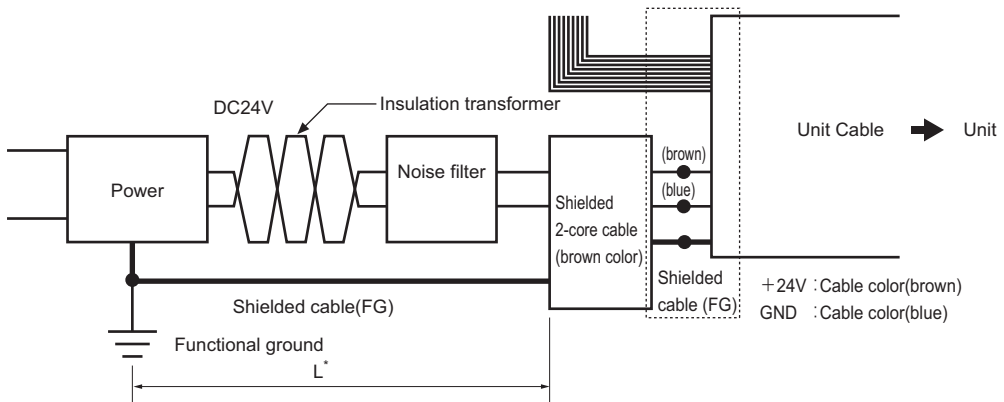 DC24V
Insulation transformer
Power
Noise filter
Shielded
2-core cable
(brown color)
(brown)
(blue)
Unit Cable
Unit
Shielded
cable (FG)
+24V : Cable color(brown)
GND : Cable color(blue)
Shielded cable(FG)
Functional ground
L*